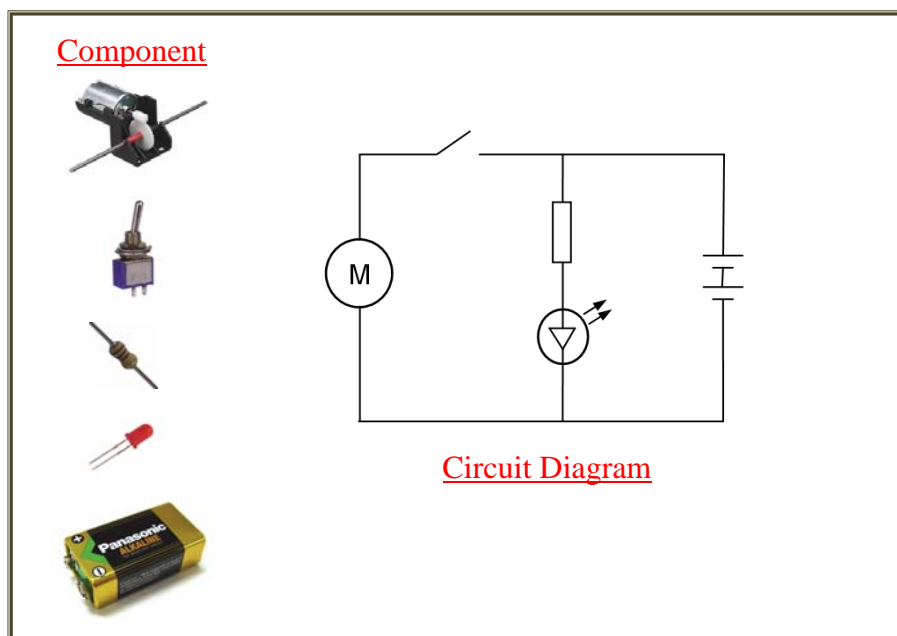 Component
M
Circuit Diagram
+
Panasonic
ALKALINE